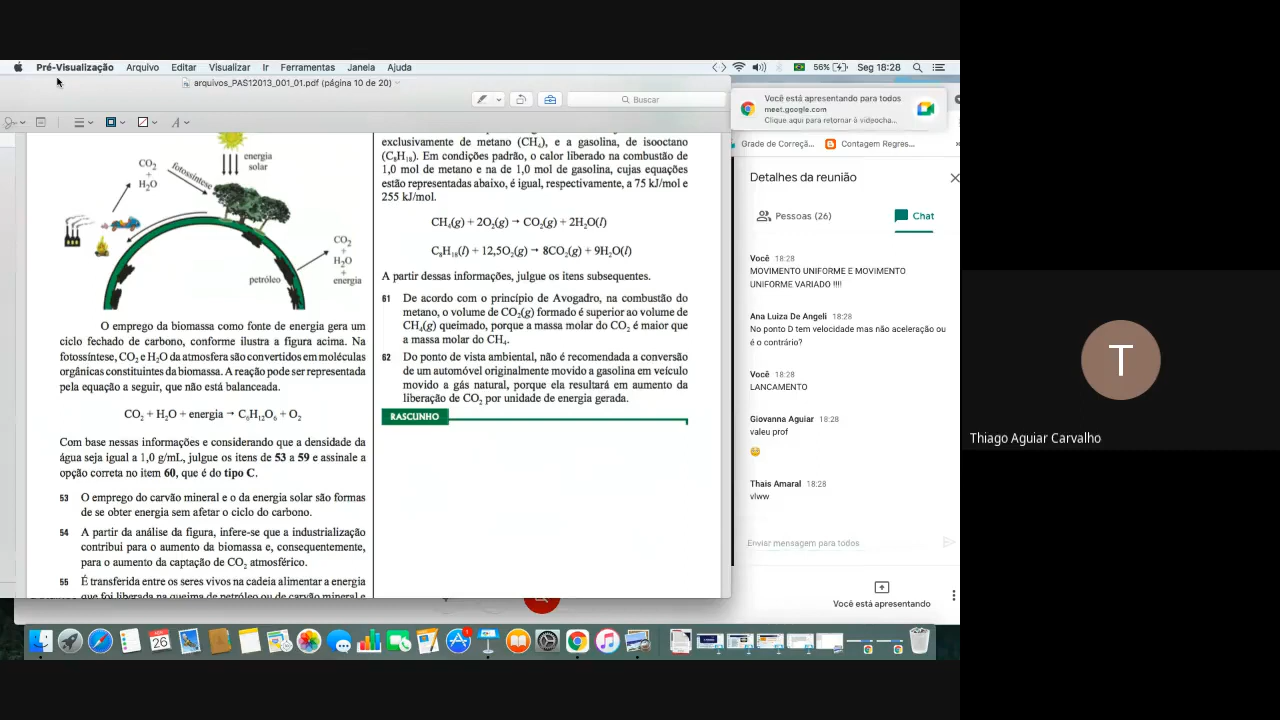 Pré-Visualização Arquivo Editar Visualizar Ir Ferramentas Janela Ajuda
56% Seg 18:28
arquivos_PAS12013_001_01.pdf (página 10 de 20)
Buscar
CO₂
+
H₂O
fotossíntese
energia
solar
petróleo
CO₂
+
H₂O
+
energia
O emprego da biomassa como fonte de energia gera um
ciclo fechado de carbono, conforme ilustra a figura acima. Na
fotossíntese, CO₂ e H₂O da atmosfera são convertidos em moléculas
orgânicas constituintes da biomassa. A reação pode ser representada
pela equação a seguir, que não está balanceada.
CO₂ + H₂O + energia → C₆H₁₂O₆ + O₂
Com base nessas informações e considerando que a densidade da
água seja igual a 1,0 g/mL, julgue os itens de 53 a 59 e assinale a
opção correta no item 60, que é do tipo C.
53 O emprego do carvão mineral e o da energia solar são formas
de se obter energia sem afetar o ciclo do carbono.
54 A partir da análise da figura, infere-se que a industrialização
contribui para o aumento da biomassa e, consequentemente,
para o aumento da captação de CO₂ atmosférico.
55 É transferida entre os seres vivos na cadeia alimentar a energia
que foi liberada na queima de petróleo ou de carvão mineral e
exclusivamente de metano (CH₄), e a gasolina, de isooctano
(C₈H₁₈). Em condições padrão, o calor liberado na combustão de
1,0 mol de metano e na de 1,0 mol de gasolina, cujas equações
estão representadas abaixo, é igual, respectivamente, a 75 kJ/mol e
255 kJ/mol.
CH₄(g) + 2O₂(g) → CO₂(g) + 2H₂O(l)
C₈H₁₈(l) + 12,5O₂(g) → 8CO₂(g) + 9H₂O(l)
A partir dessas informações, julgue os itens subsequentes.
61 De acordo com o princípio de Avogadro, na combustão do
metano, o volume de CO₂(g) formado é superior ao volume de
CH₄(g) queimado, porque a massa molar do CO₂ é maior que
a massa molar do CH₄.
62 Do ponto de vista ambiental, não é recomendada a conversão
de um automóvel originalmente movido a gasolina em veículo
movido a gás natural, porque ela resultará em aumento da
liberação de CO₂ por unidade de energia gerada.
RASCUNHO
Você está apresentando para todos
meet.google.com
Clique aqui para retornar à videocha...
Grade de Correçã... Contagem Regres...
Detalhes da reunião
Pessoas (26) Chat
Você 18:28
MOVIMENTO UNIFORME E MOVIMENTO
UNIFORME VARIADO !!!!
Ana Luiza De Angeli 18:28
No ponto D tem velocidade mas não aceleração ou
é o contrário?
Você 18:28
LANCAMENTO
Giovanna Aguiar 18:28
valeu prof
Thais Amaral 18:28
vlww
Enviar mensagem para todos
Você está apresentando
26
1
T
Thiago Aguiar Carvalho